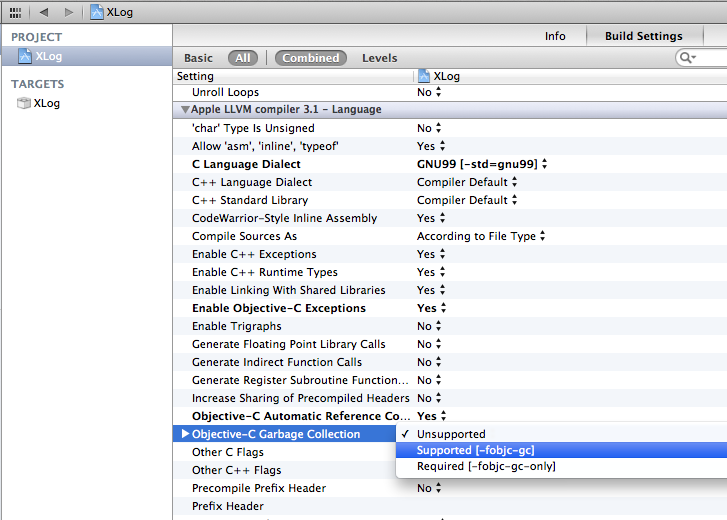 XLog
PROJECT
XLog
TARGETS
XLog
Info Build Settings
Basic All Combined Levels
Setting XLog
Unroll Loops No
Apple LLVM compiler 3.1 - Language
'char' Type Is Unsigned No
Allow 'asm', 'inline', 'typeof' Yes
C Language Dialect GNU99 [-std=gnu99]
C++ Language Dialect Compiler Default
C++ Standard Library Compiler Default
CodeWarrior-Style Inline Assembly Yes
Compile Sources As According to File Type
Enable C++ Exceptions Yes
Enable C++ Runtime Types Yes
Enable Linking With Shared Libraries Yes
Enable Objective-C Exceptions Yes
Enable Trigraphs No
Generate Floating Point Library Calls No
Generate Indirect Function Calls No
Generate Register Subroutine Function... No
Increase Sharing of Precompiled Headers No
Objective-C Automatic Reference Co... Yes
Objective-C Garbage Collection ✓ Unsupported
Other C Flags Supported [-fobjc-gc]
Other C++ Flags Required [-fobjc-gc-only]
Precompile Prefix Header No
Prefix Header